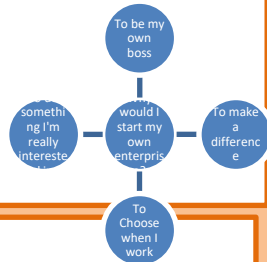 To be my
own
boss
somethi
ng I'm
really
intereste
would I
start my
own
enterpris
To make
a
differenc
e
To
Choose
when I
work